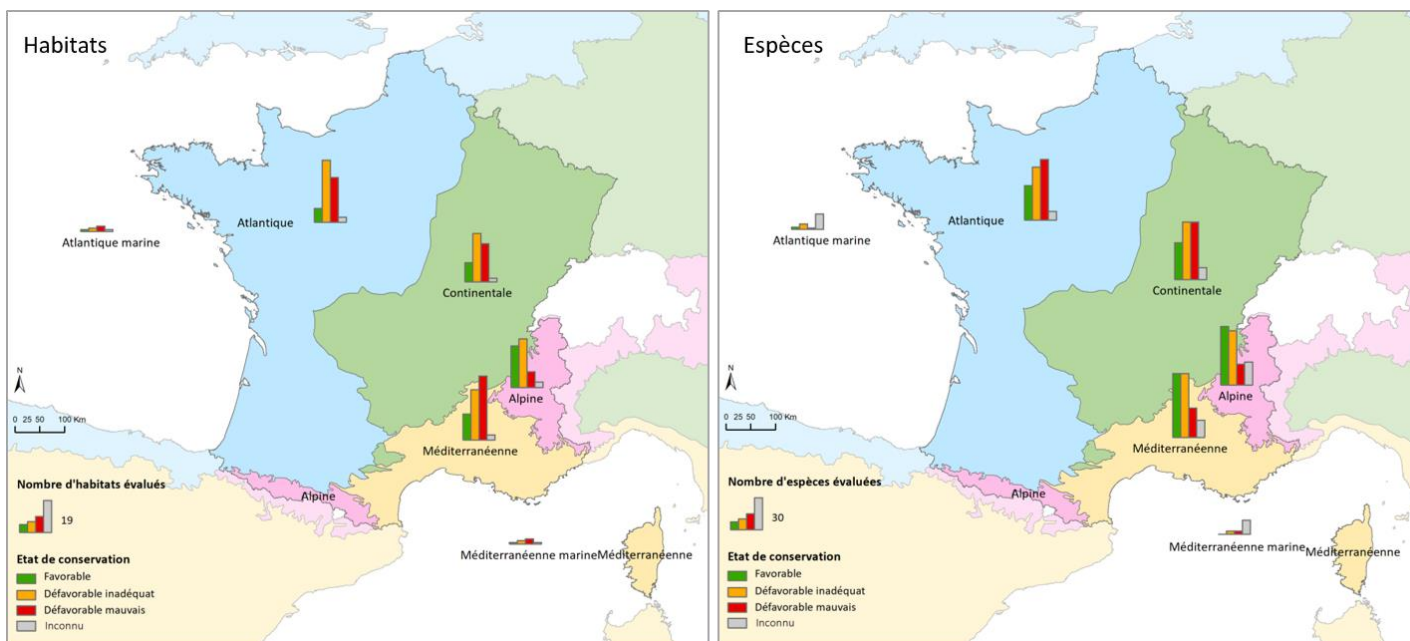 Habitats
Atlantique
Atlantique marine
Continentale
Alpine
Méditerranéenne
N
0 25 50 100 Km
Alpine
Nombre d'habitats évalués
19
Méditerranéenne marine
Méditerranéenne
Etat de conservation
Favorable
Défavorable inadéquat
Défavorable mauvais
Inconnu
Espèces
Atlantique
Atlantique marine
Continentale
Alpine
Méditerranéenne
N
0 25 50 100 Km
Alpine
Nombre d'espèces évaluées
30
Méditerranéenne marine
Méditerranéenne
Etat de conservation
Favorable
Défavorable inadéquat
Défavorable mauvais
Inconnu